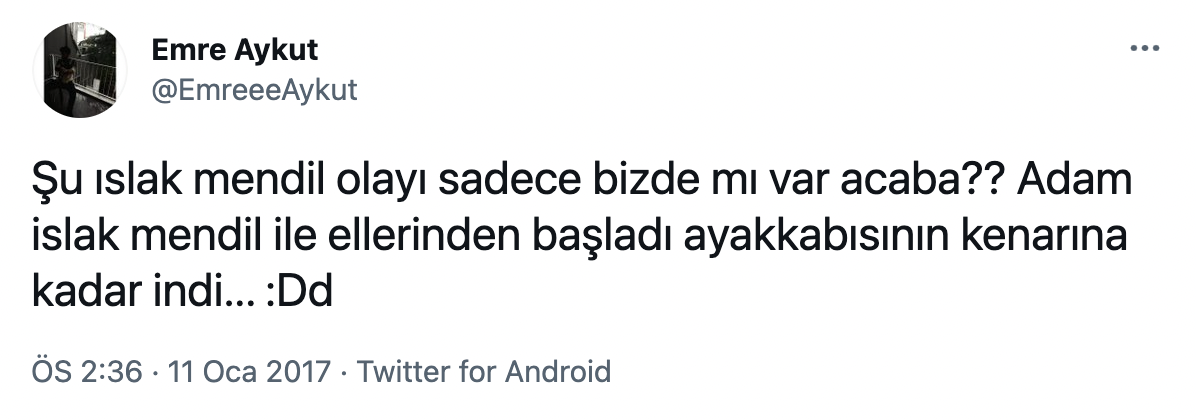 Emre Aykut
@EmreeeAykut
Şu ıslak mendil olayı sadece bizde mı var acaba?? Adam
islak mendil ile ellerinden başladı ayakkabısının kenarına
kadar indi... :Dd
ÖS 2:36 · 11 Oca 2017 · Twitter for Android